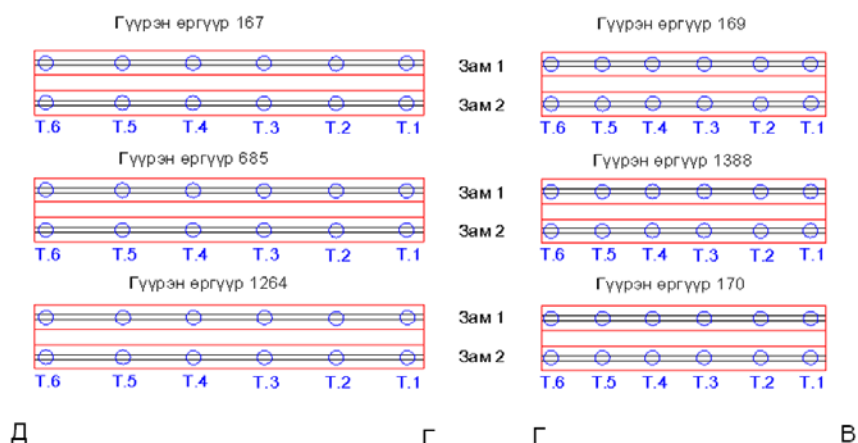 Гүүрэн өргүүр 167 Гүүрэн өргүүр 169
Зам 1
Зам 2
Т.6 Т.5 Т.4 Т.3 Т.2 Т.1 Т.6 Т.5 Т.4 Т.3 Т.2 Т.1
Гүүрэн өргүүр 685 Гүүрэн өргүүр 1388
Зам 1
Зам 2
Т.6 Т.5 Т.4 Т.3 Т.2 Т.1 Т.6 Т.5 Т.4 Т.3 Т.2 Т.1
Гүүрэн өргүүр 1264 Гүүрэн өргүүр 170
Зам 1
Зам 2
Т.6 Т.5 Т.4 Т.3 Т.2 Т.1 Т.6 Т.5 Т.4 Т.3 Т.2 Т.1
Д Г Г В